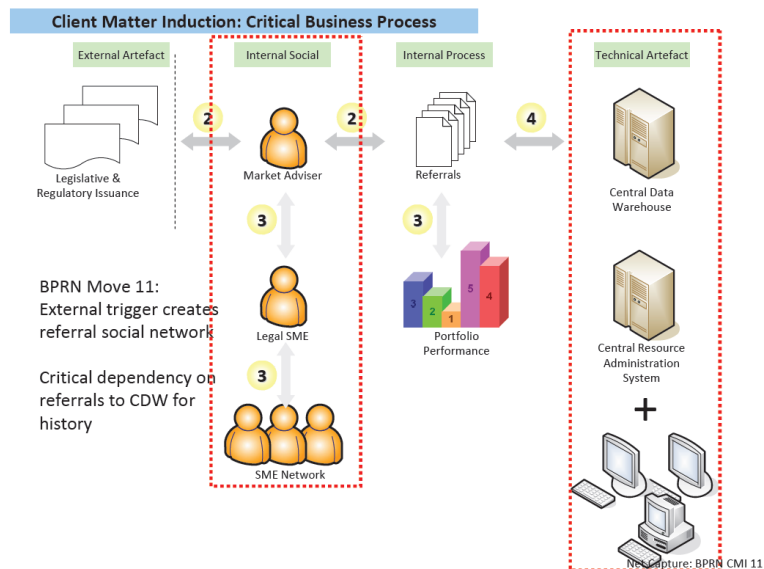 Client Matter Induction: Critical Business Process
External Artefact
Internal Social
Internal Process
Technical Artefact
2
2
4
Legislative &
Regulatory Issuance
Market Adviser
Referrals
Central Data
Warehouse
3
3
BPRN Move 11:
External trigger creates
referral social network
Critical dependency on
referrals to CDW for
history
Legal SME
3
2
1
5
4
Portfolio
Performance
Central Resource
Administration
System
3
+
SME Network
Net Capture: BPRN CMI 11